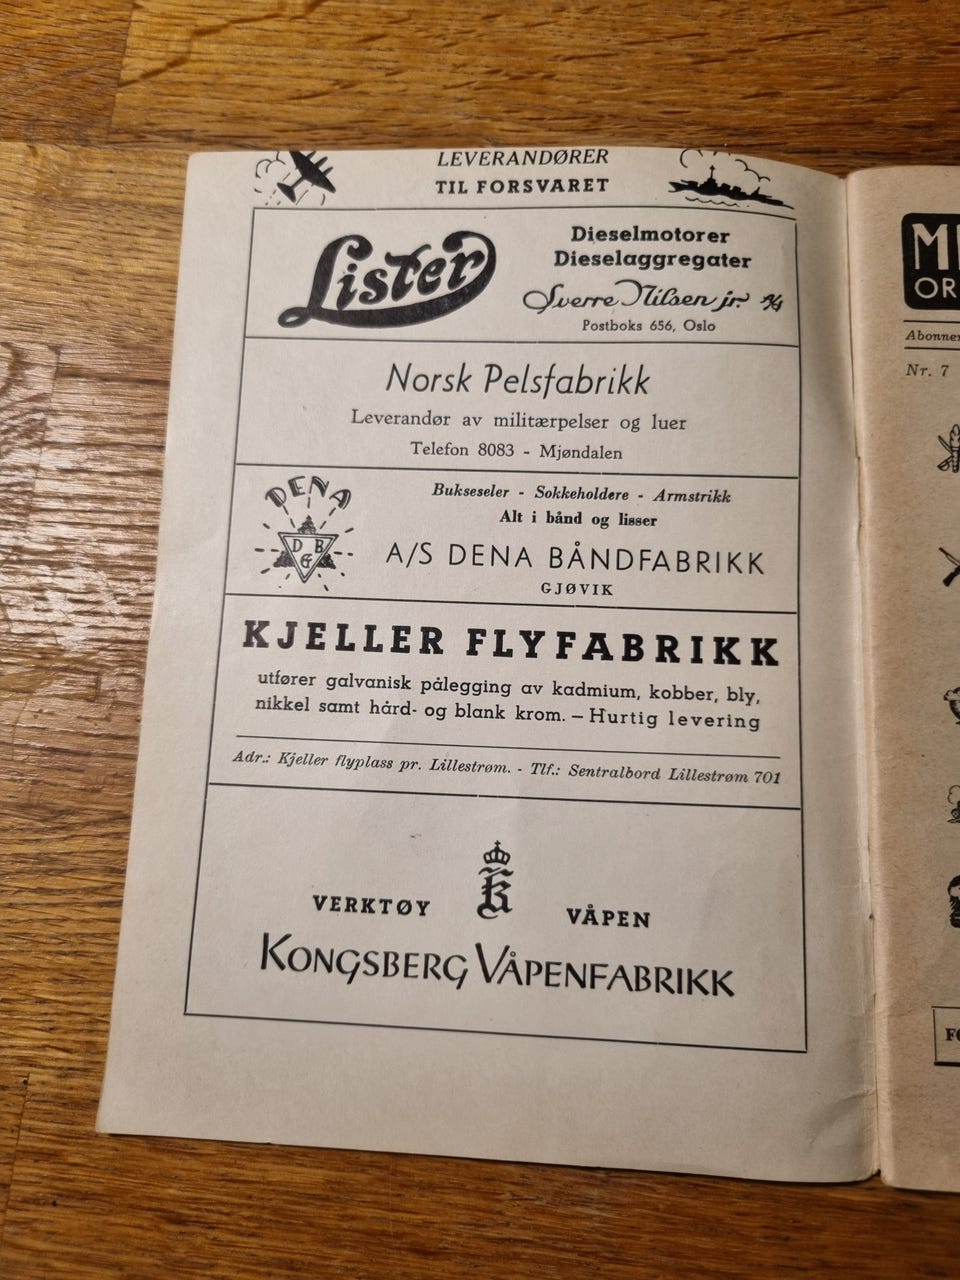 LEVERANDØRER
TIL FORSVARET
Lister
Dieselmotorer
Dieselaggregater
Sverre Nilsen jr. A/S
Postboks 656, Oslo
Norsk Pelsfabrikk
Leverandør av militærpelser og luer
Telefon 8083 - Mjøndalen
DENA
D B
&
Bukseseler - Sokkeholdere - Armstrikk
Alt i bånd og lisser
A/S DENA BÅNDFABRIKK
GJØVIK
KJELLER FLYFABRIKK
utfører galvanisk pålegging av kadmium, kobber, bly,
nikkel samt hård- og blank krom. – Hurtig levering
Adr.: Kjeller flyplass pr. Lillestrøm. - Tlf.: Sentralbord Lillestrøm 701
VERKTØY
K
VÅPEN
KONGSBERG VÅPENFABRIKK
OR
Nr. 7